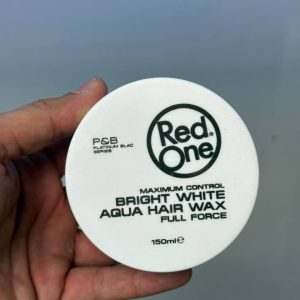 P&B
PLATINUM BLAC
SERIES
Red
One
MAXIMUM CONTROL
BRIGHT WHITE
AQUA HAIR WAX
FULL FORCE
150ml e